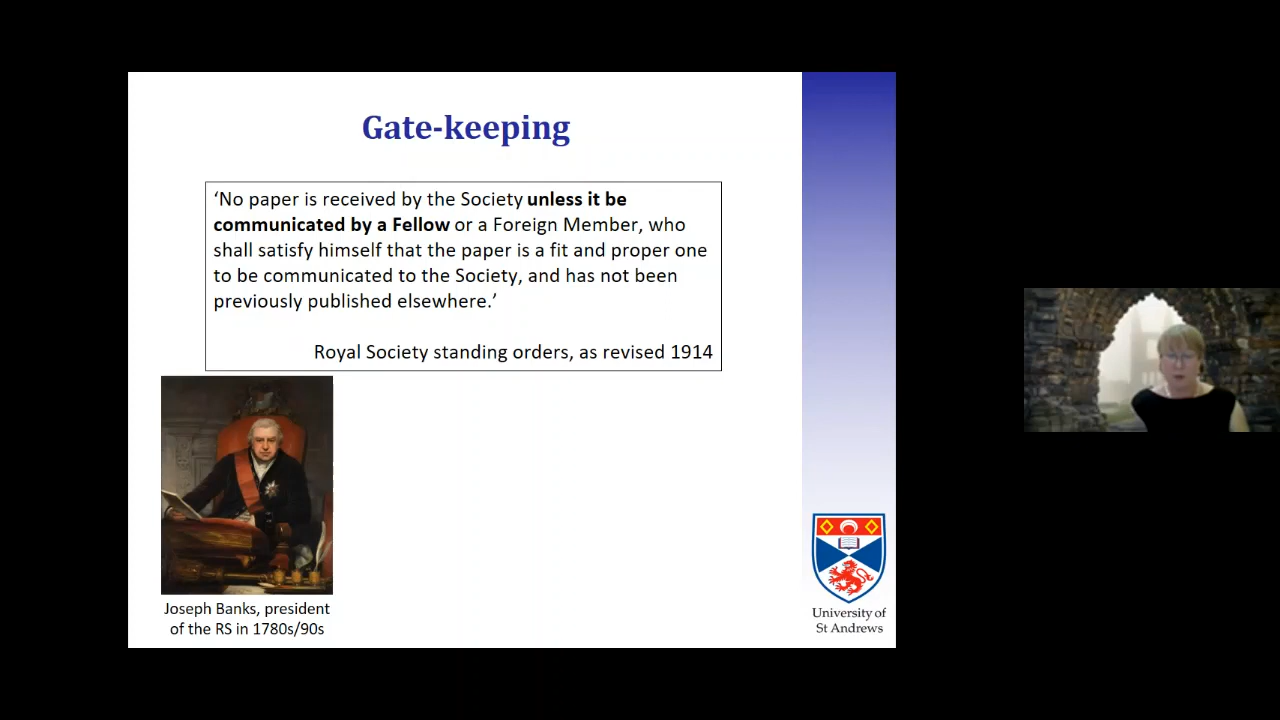 Gate-keeping
‘No paper is received by the Society unless it be
communicated by a Fellow or a Foreign Member, who
shall satisfy himself that the paper is a fit and proper one
to be communicated to the Society, and has not been
previously published elsewhere.’
Royal Society standing orders, as revised 1914
Joseph Banks, president
of the RS in 1780s/90s
University of
St Andrews